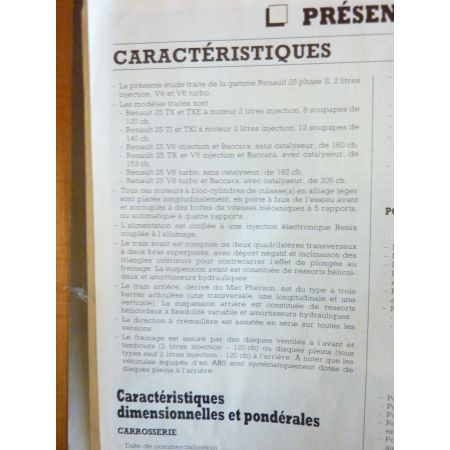 PRÉSEN
CARACTÉRISTIQUES
– La présente étude traite de la gamme Renault 25 phase II, 2 litres
injection, V6 et V6 turbo.
– Les modèles traités sont :
– Renault 25 TX et TXE à moteur 2 litres injection, 8 soupapes de
120 ch.
– Renault 25 TI et TXI à moteur 2 litres injection, 12 soupapes de
140 ch.
– Renault 25 V6 injection et Baccara, sans catalyseur, de 160 ch.
– Renault 25 TX et V6 injection et Baccara, avec catalyseur, de
153 ch.
– Renault 25 V6 turbo, sans catalyseur, de 182 ch.
– Renault 25 V6 turbo et Baccara, avec catalyseur, de 205 ch.
– Tous ces moteurs à bloc-cylindres de culasse(s) en alliage léger
sont placés longitudinalement, en porte à faux de l'essieu avant
et accouplés à des boîtes de vitesses mécaniques à 5 rapports,
ou automatique à quatre rapports.
– L'alimentation est confiée à une injection électronique Renix
couplée à l'allumage.
– Le train avant est composé de deux quadrilatères transversaux
à deux bras superposés, avec déport négatif et inclinaison des
triangles inférieurs pour contrecarrer l'effet de plongée au
freinage. La suspension avant est constituée de ressorts hélicoï-
daux et amortisseurs hydrauliques.
– Le train arrière, dérivé du Mac Pherson, est du type à trois
barres articulées (une transversale, une longitudinale et une
verticale). La suspension arrière est constituée de ressorts
hélicoïdaux à flexibilité variable et amortisseurs hydrauliques.
– La direction à crémaillère est assistée en série sur toutes les
versions.
– Le freinage est assuré par des disques ventilés à l'avant et
tambours (2 litres injection – 120 ch) ou disques pleins (tous
types sauf 2 litres injection – 120 ch) à l'arrière. À noter que les
véhicules équipés d'un ABS sont systématiquement dotés de
disques pleins à l'arrière.
Caractéristiques
dimensionnelles et pondérales
CARROSSERIE
– Date de commercialisation